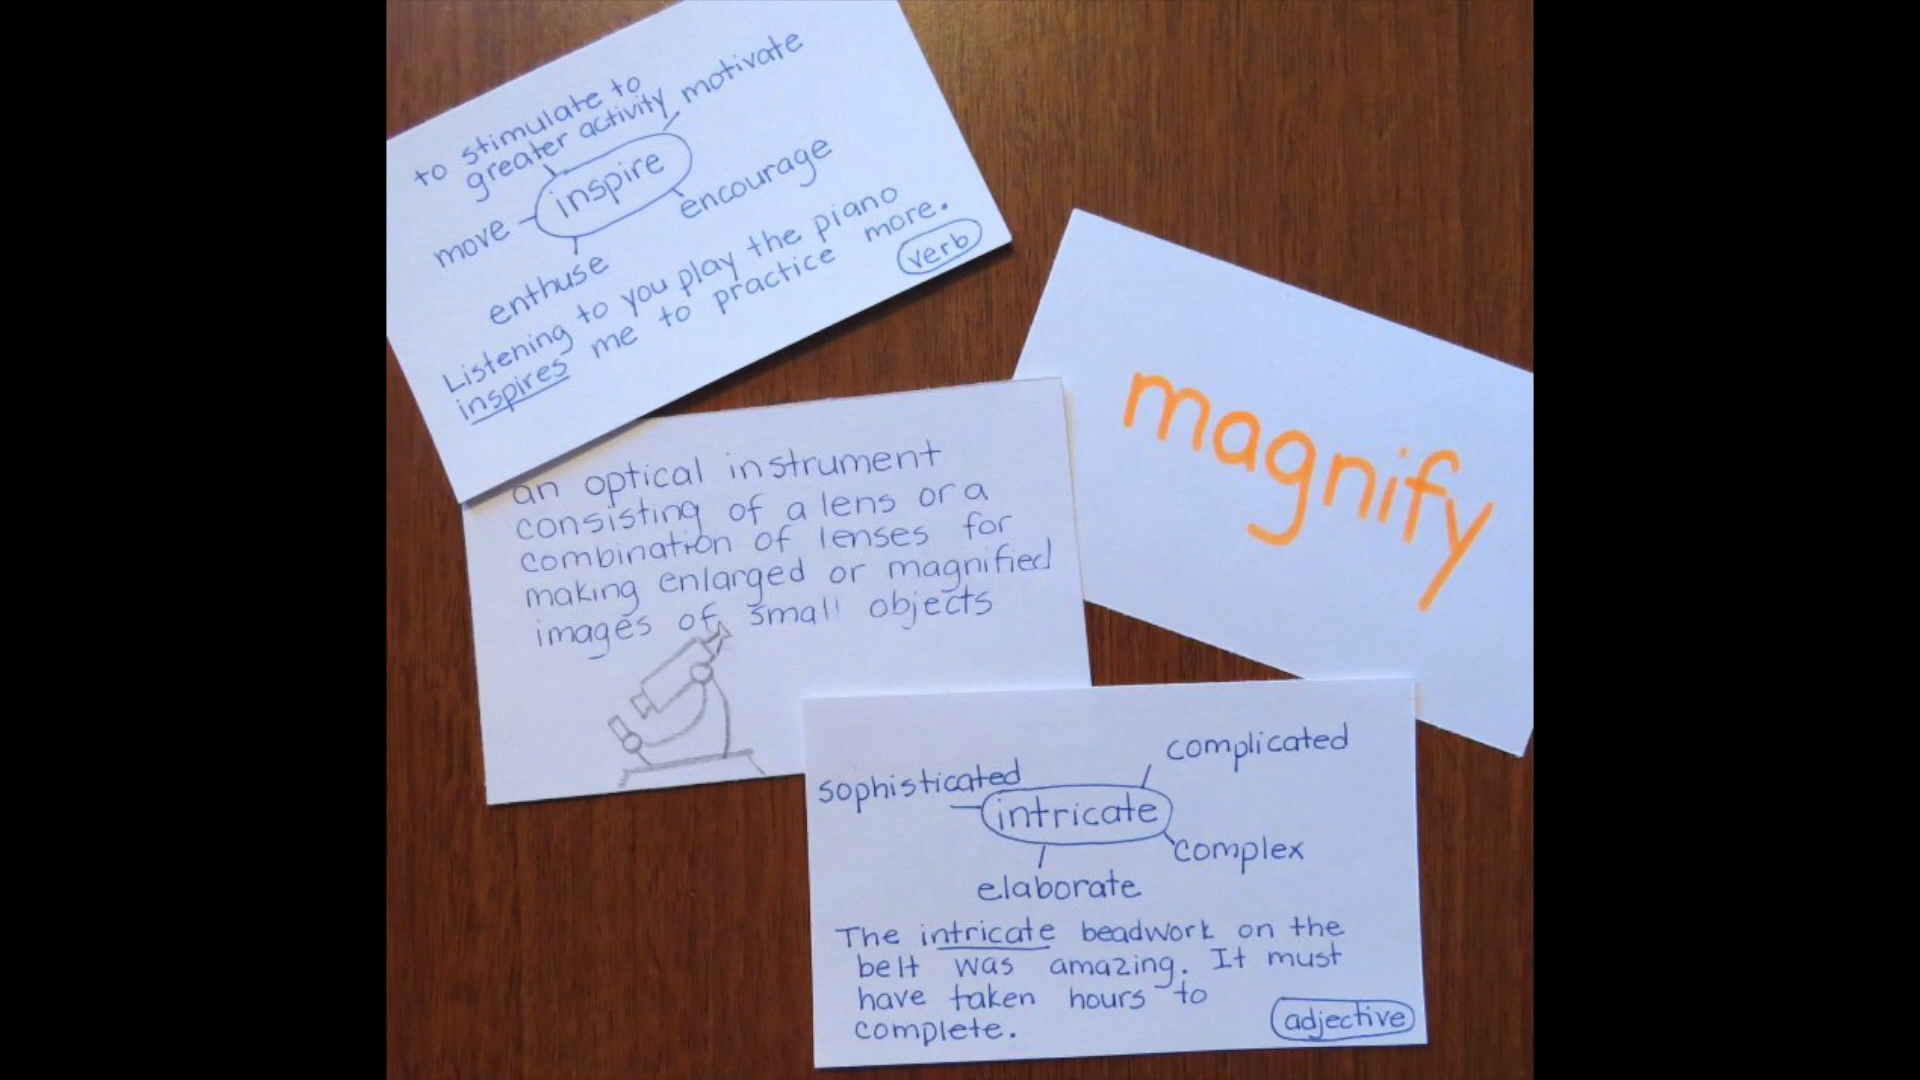 to stimulate to
greater activity
motivate
inspire
move
encourage
enthuse
Listening to you play the piano
inspires me to practice more.
verb
magnify
an optical instrument
consisting of a lens or a
combination of lenses for
making enlarged or magnified
images of small objects
complicated
sophisticated
intricate
complex
elaborate
The intricate beadwork on the
belt was amazing. It must
have taken hours to
complete.
adjective